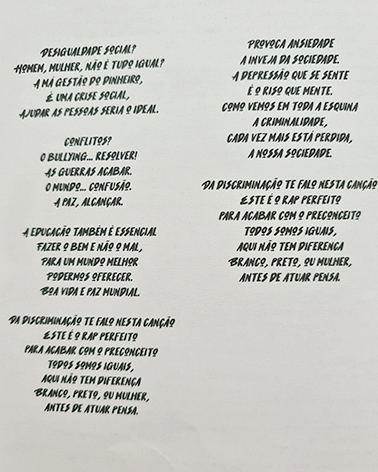 Desigualdade social?
Homem, mulher, não é tudo igual?
A má gestão do dinheiro,
é uma crise social,
ajudar as pessoas seria o ideal.
Conflitos?
O bullying... resolver!
As guerras acabar.
O mundo... confusão.
A paz, alcançar.
A educação também é essencial
Fazer o bem e não o mal,
para um mundo melhor
podermos oferecer.
Boa vida e paz mundial.
Da discriminação te falo nesta canção
Este é o rap perfeito
para acabar com o preconceito
Todos somos iguais,
aqui não tem diferença
Branco, preto, ou mulher,
antes de atuar pensa.
Provoca ansiedade
a inveja da sociedade.
A depressão que se sente
é o riso que mente.
Como vemos em toda a esquina
a criminalidade,
cada vez mais está perdida,
a nossa sociedade.
Da discriminação te falo nesta canção
Este é o rap perfeito
para acabar com o preconceito
Todos somos iguais,
aqui não tem diferença
Branco, preto, ou mulher,
antes de atuar pensa.